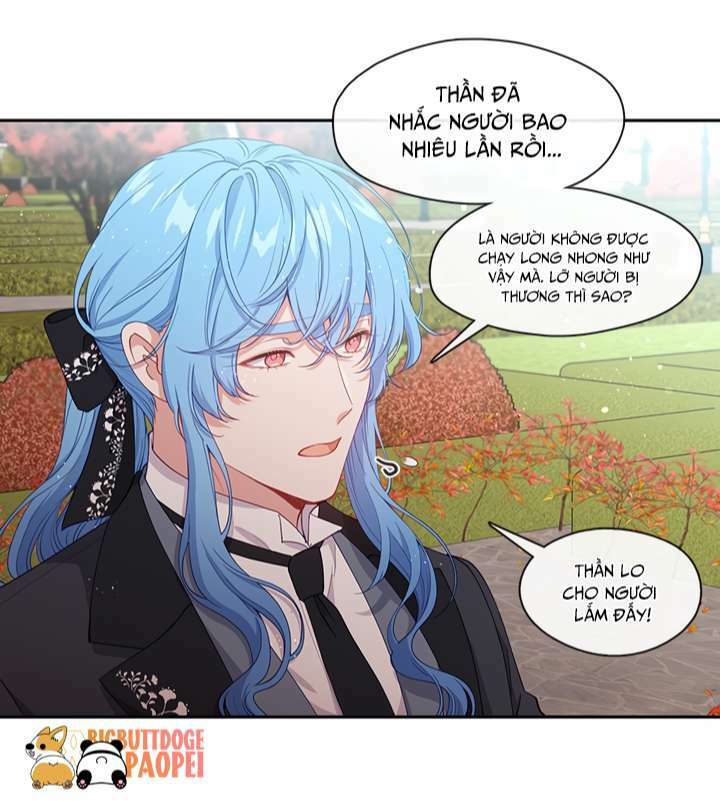 THẦN ĐÃ
NHẮC NGƯỜI BAO
NHIÊU LẦN RỒI...
LÀ NGƯỜI KHÔNG ĐƯỢC
CHẠY LONG NHONG NHƯ
VẬY MÀ. LỠ NGƯỜI BỊ
THƯƠNG THÌ SAO?
THẦN LO
CHO NGƯỜI
LẮM ĐẤY!
BIGBUTTDOGE
PAOPEI